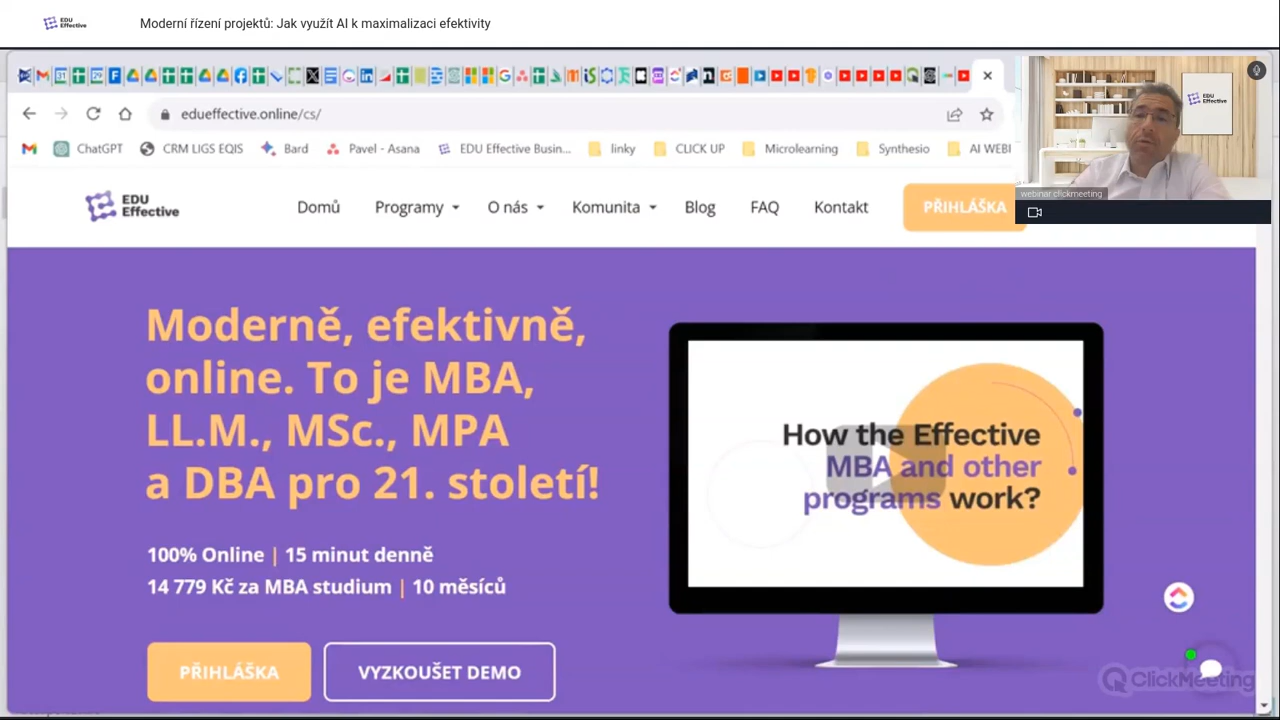 EDU
Effective
Moderní řízení projektů: Jak využít AI k maximalizaci efektivity
edueffective.online/cs/
ChatGPT
CRM LIGS EQIS
Bard
Pavel - Asana
EDU Effective Busin...
linky
CLICK UP
Microlearning
Synthesio
AI WEBI
EDU
Effective
webinar clickmeeting
EDU
Effective
Domů
Programy
O nás
Komunita
Blog
FAQ
Kontakt
PŘIHLÁŠKA
Moderně, efektivně,
online. To je MBA,
LL.M., MSc., MPA
a DBA pro 21. století!
100% Online | 15 minut denně
14 779 Kč za MBA studium | 10 měsíců
PŘIHLÁŠKA
VYZKOUŠET DEMO
How the Effective
MBA and other
programs work?
ClickMeeting